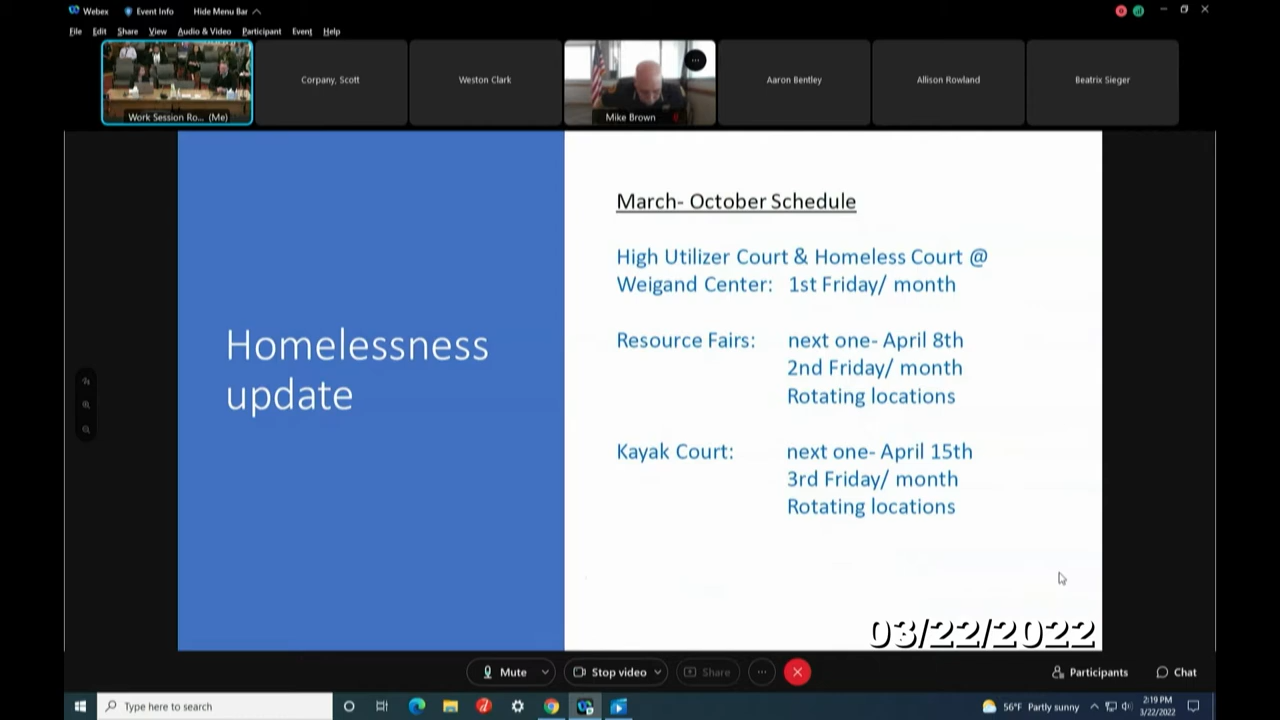 Webex
Event Info
Hide Menu Bar
File Edit Share View Audio & Video Participant Event Help
Work Session Ro... (Me)
Corpany, Scott
Weston Clark
Mike Brown
Aaron Bentley
Allison Rowland
Beatrix Sieger
Homelessness
update
March- October Schedule
High Utilizer Court & Homeless Court @
Weigand Center: 1st Friday/ month
Resource Fairs: next one- April 8th
2nd Friday/ month
Rotating locations
Kayak Court: next one- April 15th
3rd Friday/ month
Rotating locations
03/22/2022
Mute
Stop video
Share
Participants
Chat
Type here to search
56°F Partly sunny
2:19 PM
3/22/2022